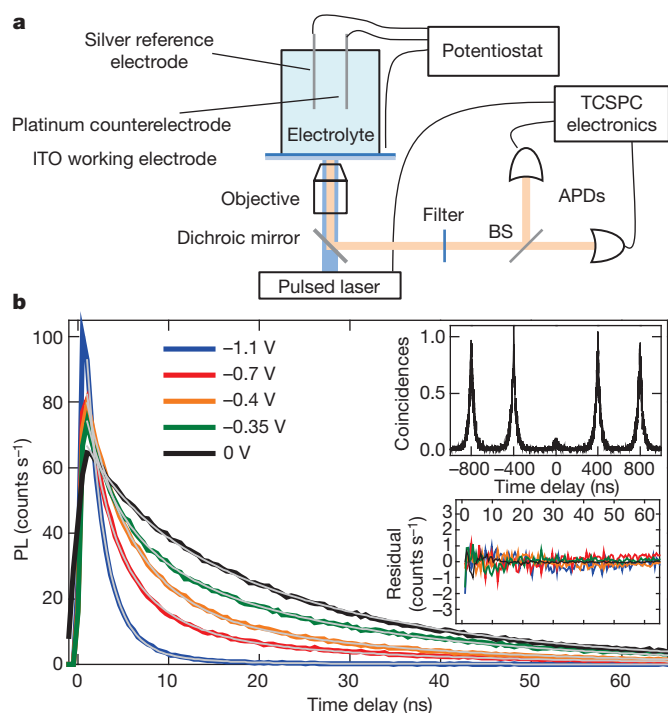 a
Silver reference
electrode
Potentiostat
TCSPC
electronics
Platinum counterelectrode
Electrolyte
ITO working electrode
Objective
Filter
APDs
Dichroic mirror
BS
Pulsed laser
b
PL (counts s⁻¹)
100
80
60
40
20
0
0 10 20 30 40 50 60
Time delay (ns)
–1.1 V
–0.7 V
–0.4 V
–0.35 V
0 V
Coincidences
1.0
0.5
0.0
–800 –400 0 400 800
Time delay (ns)
Residual
(counts s⁻¹)
0 10 20 30 40 50 60
3
2
1
0
–1
–2
–3